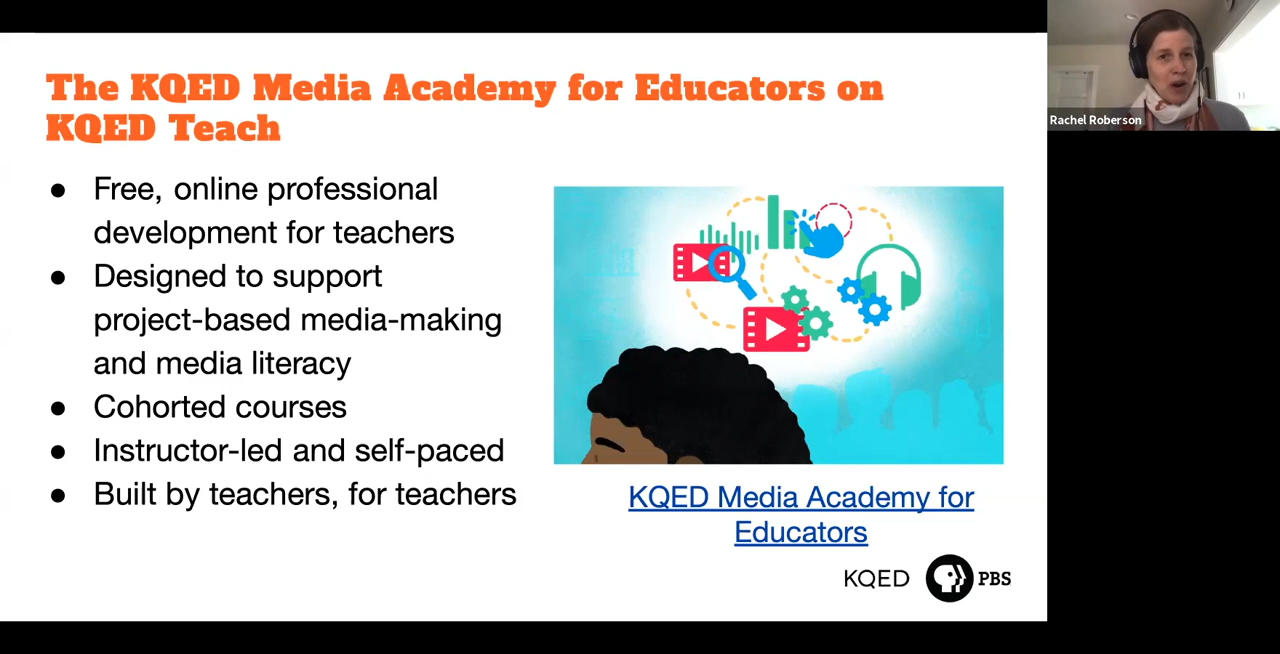 The KQED Media Academy for Educators on
KQED Teach
● Free, online professional
development for teachers
● Designed to support
project-based media-making
and media literacy
● Cohorted courses
● Instructor-led and self-paced
● Built by teachers, for teachers
KQED Media Academy for
Educators
KQED PBS
Rachel Roberson